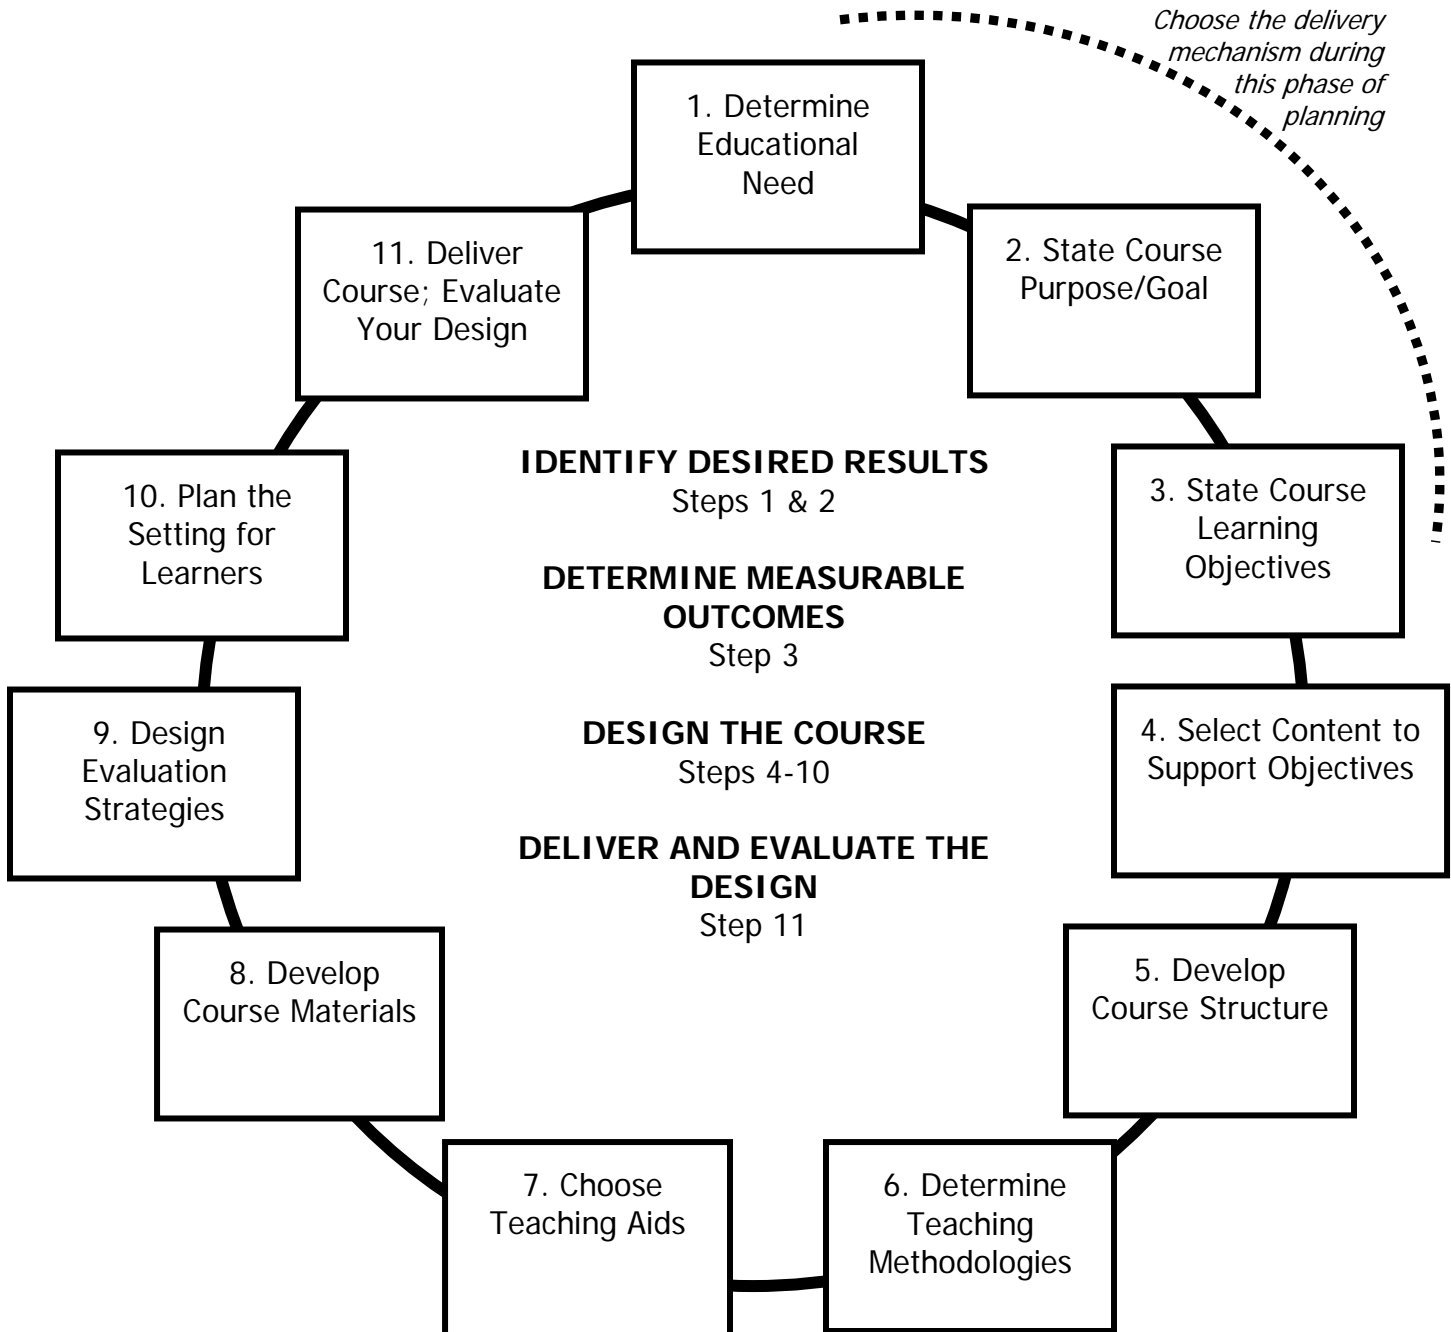 Choose the delivery
mechanism during
this phase of
planning
1. Determine
Educational
Need
2. State Course
Purpose/Goal
3. State Course
Learning
Objectives
4. Select Content to
Support Objectives
5. Develop
Course Structure
6. Determine
Teaching
Methodologies
7. Choose
Teaching Aids
8. Develop
Course Materials
9. Design
Evaluation
Strategies
10. Plan the
Setting for
Learners
11. Deliver
Course; Evaluate
Your Design
IDENTIFY DESIRED RESULTS
Steps 1 & 2
DETERMINE MEASURABLE
OUTCOMES
Step 3
DESIGN THE COURSE
Steps 4-10
DELIVER AND EVALUATE THE
DESIGN
Step 11